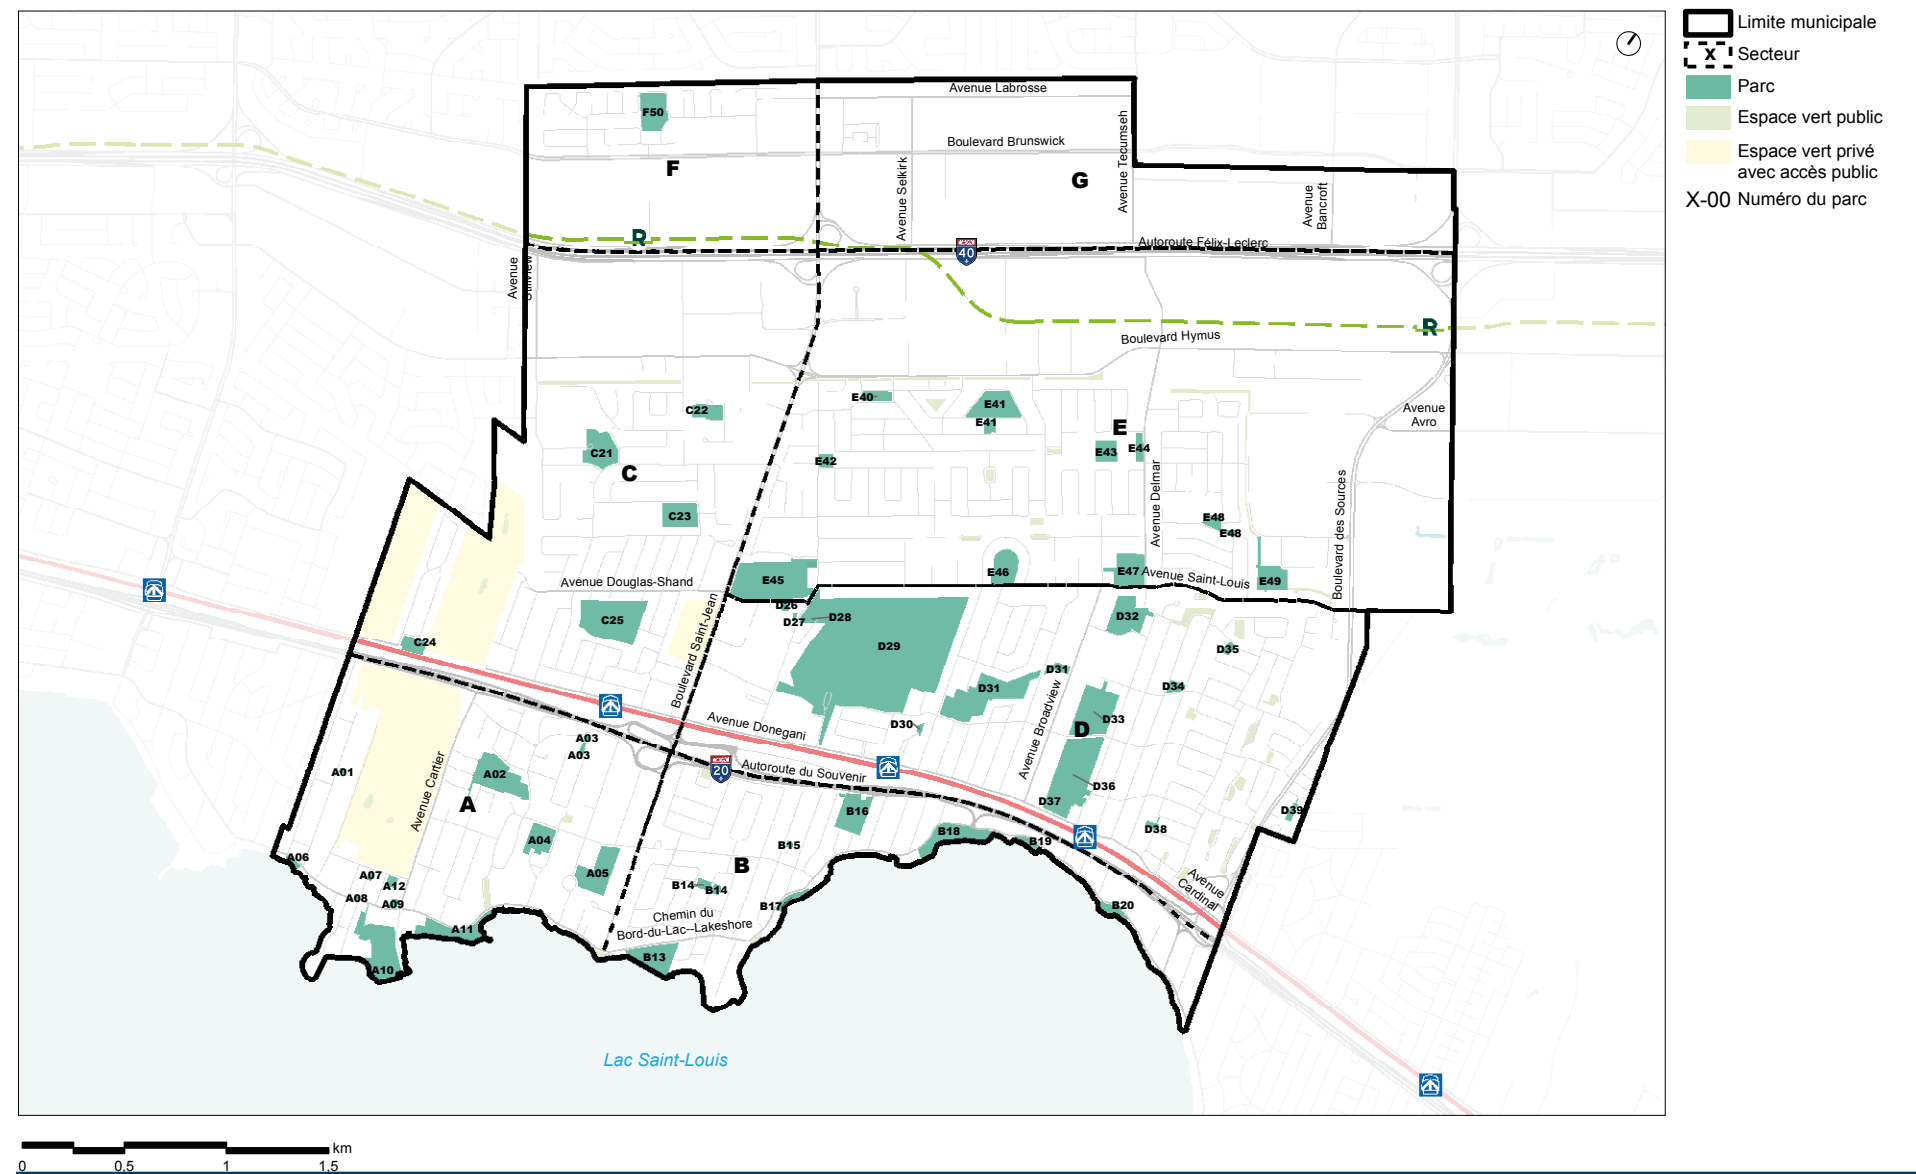 Limite municipale
X Secteur
Parc
Espace vert public
Espace vert privé
avec accès public
X-00 Numéro du parc
Avenue Labrosse
F50
Boulevard Brunswick
Avenue Tecumseh
F
Avenue Selkirk
G
Avenue
Bancroft
R
Autoroute Félix-Leclerc
40
Avenue
Stillview
R
Boulevard Hymus
E40
E41
C22
E41
Avenue
Avro
E
C21
E43
E44
E42
C
Avenue Delmar
Boulevard des Sources
C23
E48
E48
Avenue Douglas-Shand
E45
E46
E47
Avenue Saint-Louis
E49
D26
D27
D28
C25
D32
Boulevard Saint-Jean
C24
D29
D35
D31
D31
D34
Avenue Donegani
D30
D33
D
Avenue Broadview
A03
A03
A01
A02
20
Autoroute du Souvenir
Avenue Cartier
A
D36
D37
D39
B16
D38
A04
B18
B19
B15
A06
B
A05
A07
A12
B14
B14
Avenue
Cardinal
A08
A09
B17
B20
Chemin du
Bord-du-Lac--Lakeshore
A11
B13
A10
Lac Saint-Louis
km
0 0,5 1 1,5